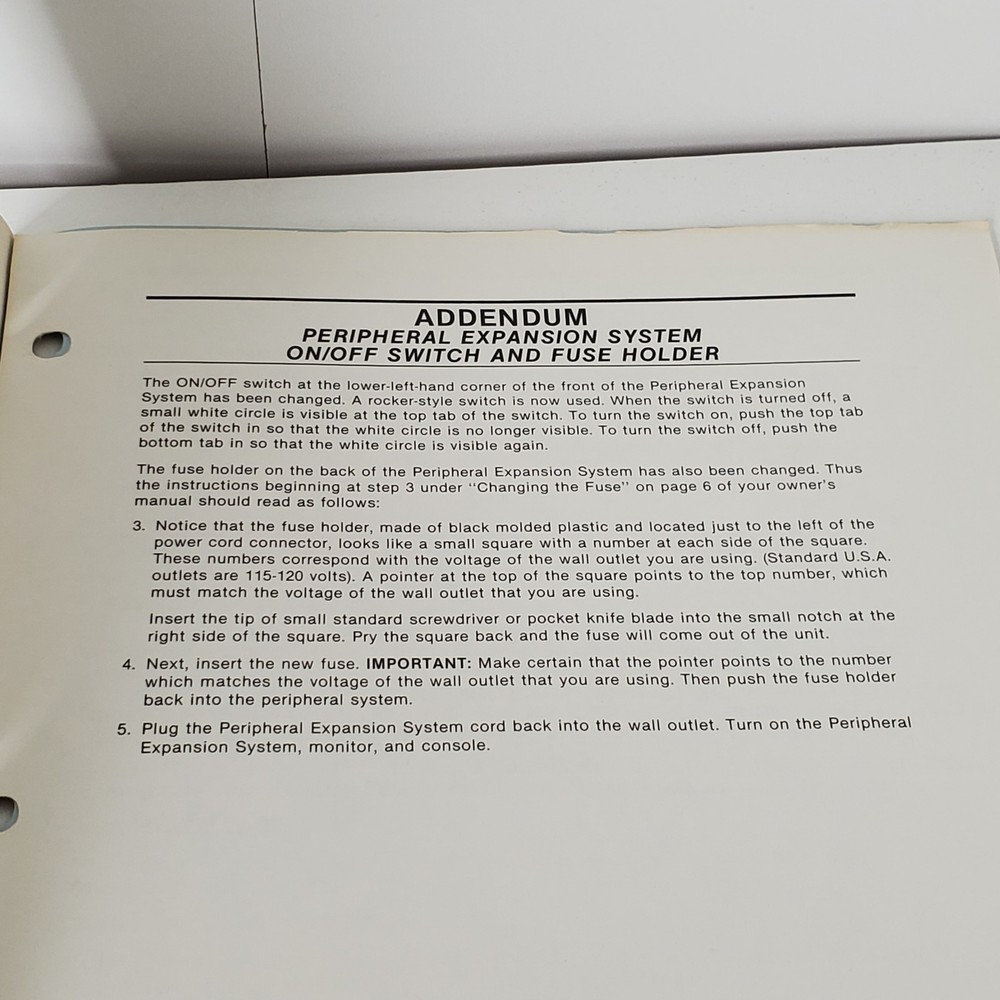 ADDENDUM
PERIPHERAL EXPANSION SYSTEM
ON/OFF SWITCH AND FUSE HOLDER
The ON/OFF switch at the lower-left-hand corner of the front of the Peripheral Expansion
System has been changed. A rocker-style switch is now used. When the switch is turned off, a
small white circle is visible at the top tab of the switch. To turn the switch on, push the top tab
of the switch in so that the white circle is no longer visible. To turn the switch off, push the
bottom tab in so that the white circle is visible again.
The fuse holder on the back of the Peripheral Expansion System has also been changed. Thus
the instructions beginning at step 3 under "Changing the Fuse" on page 6 of your owner's
manual should read as follows:
3. Notice that the fuse holder, made of black molded plastic and located just to the left of the
power cord connector, looks like a small square with a number at each side of the square.
These numbers correspond with the voltage of the wall outlet you are using. (Standard U.S.A.
outlets are 115-120 volts). A pointer at the top of the square points to the top number, which
must match the voltage of the wall outlet that you are using.
Insert the tip of small standard screwdriver or pocket knife blade into the small notch at the
right side of the square. Pry the square back and the fuse will come out of the unit.
4. Next, insert the new fuse. IMPORTANT: Make certain that the pointer points to the number
which matches the voltage of the wall outlet that you are using. Then push the fuse holder
back into the peripheral system.
5. Plug the Peripheral Expansion System cord back into the wall outlet. Turn on the Peripheral
Expansion System, monitor, and console.